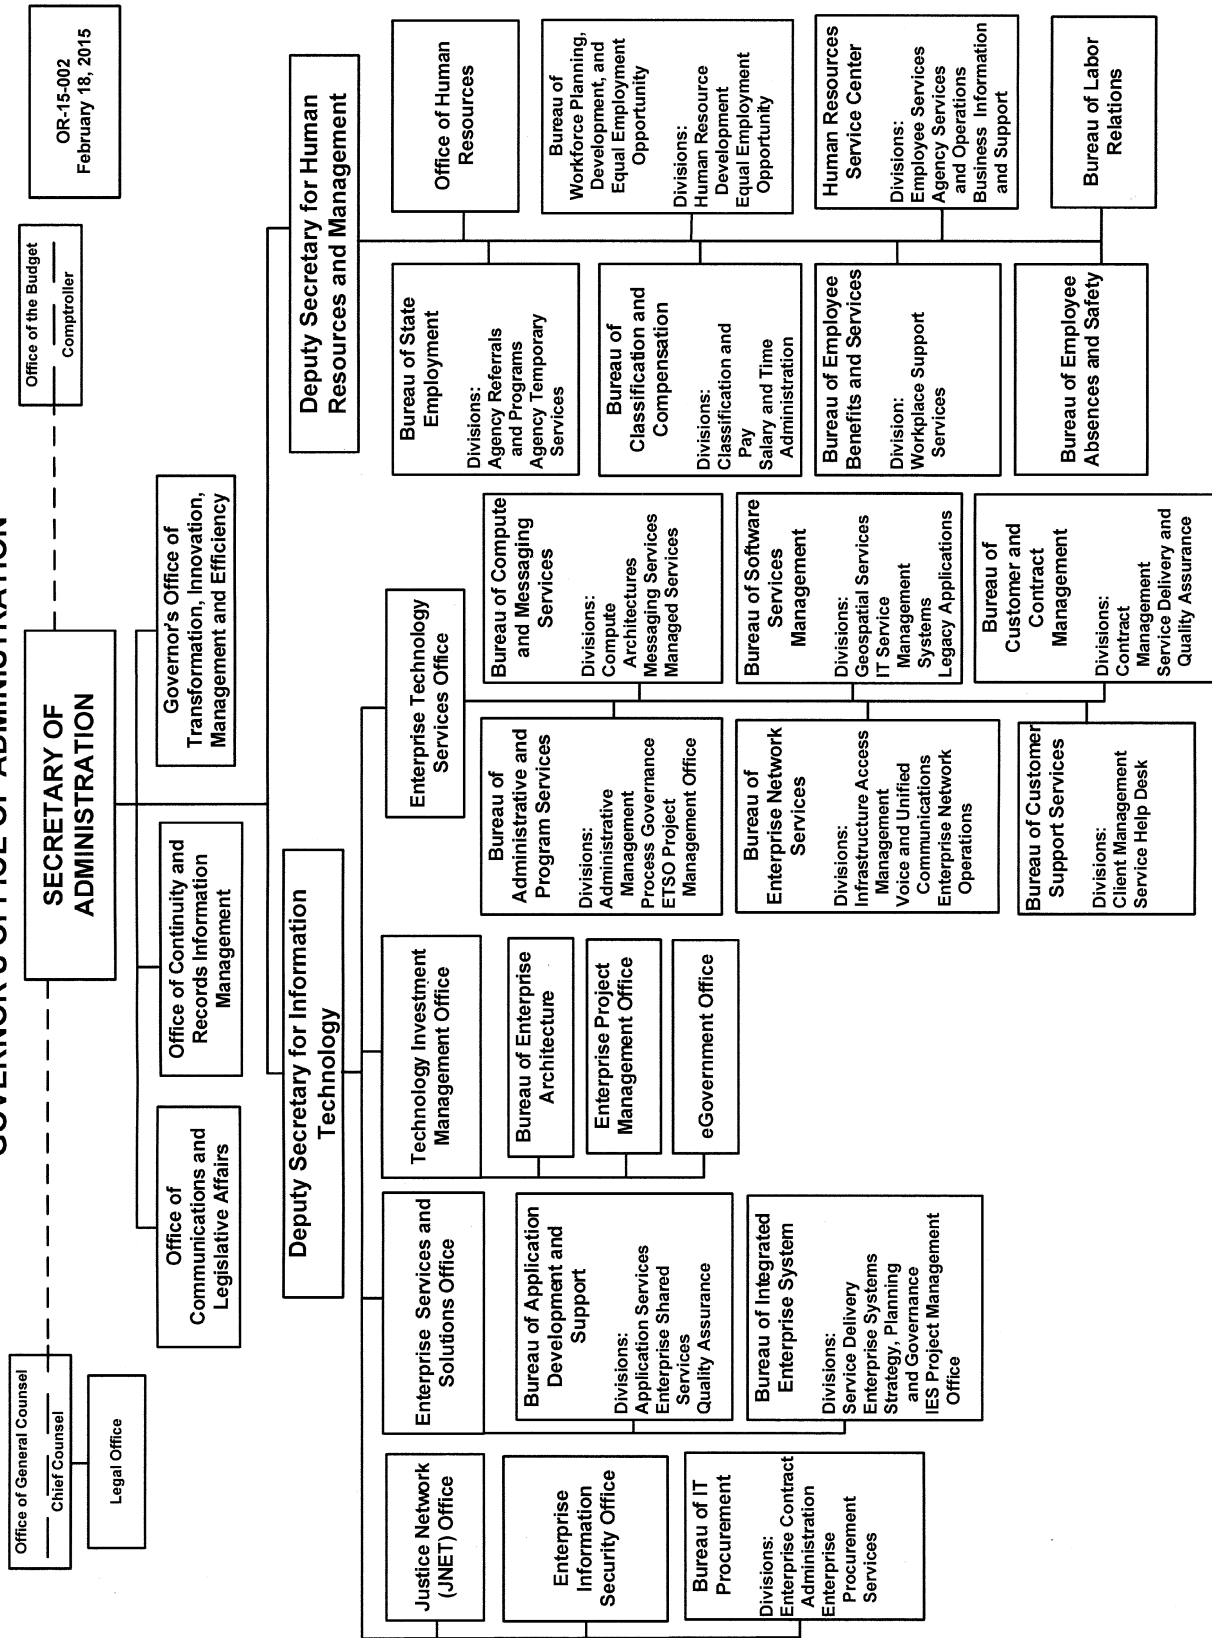 GOVERNOR'S OFFICE OF ADMINISTRATION
OR-15-002
February 18, 2015
Office of General Counsel
Chief Counsel
Legal Office
SECRETARY OF
ADMINISTRATION
Office of the Budget
Comptroller
Office of
Communications and
Legislative Affairs
Office of Continuity and
Records Information
Management
Governor's Office of
Transformation, Innovation,
Management and Efficiency
Deputy Secretary for Information
Technology
Deputy Secretary for Human
Resources and Management
Justice Network
(JNET) Office
Enterprise
Information
Security Office
Bureau of IT
Procurement
Divisions:
Enterprise Contract
Administration
Enterprise
Procurement
Services
Enterprise Services and
Solutions Office
Bureau of Application
Development and
Support
Divisions:
Application Services
Enterprise Shared
Services
Quality Assurance
Bureau of Integrated
Enterprise System
Divisions:
Service Delivery
Enterprise Systems
Strategy, Planning
and Governance
IES Project Management
Office
Technology Investment
Management Office
Bureau of Enterprise
Architecture
Enterprise Project
Management Office
eGovernment Office
Enterprise Technology
Services Office
Bureau of
Administrative and
Program Services
Divisions:
Administrative
Management
Process Governance
ETSO Project
Management Office
Bureau of Compute
and Messaging
Services
Divisions:
Compute
Architectures
Messaging Services
Managed Services
Bureau of
Enterprise Network
Services
Divisions:
Infrastructure Access
Management
Voice and Unified
Communications
Enterprise Network
Operations
Bureau of Software
Services
Management
Divisions:
Geospatial Services
IT Service
Management
Systems
Legacy Applications
Bureau of Customer
Support Services
Divisions:
Client Management
Service Help Desk
Bureau of
Customer and
Contract
Management
Divisions:
Contract
Management
Service Delivery and
Quality Assurance
Bureau of State
Employment
Divisions:
Agency Referrals
and Programs
Agency Temporary
Services
Office of Human
Resources
Bureau of
Classification and
Compensation
Divisions:
Classification and
Pay
Salary and Time
Administration
Bureau of
Workforce Planning,
Development, and
Equal Employment
Opportunity
Divisions:
Human Resource
Development
Equal Employment
Opportunity
Bureau of Employee
Benefits and Services
Division:
Workplace Support
Services
Human Resources
Service Center
Divisions:
Employee Services
Agency Services
and Operations
Business Information
and Support
Bureau of Employee
Absences and Safety
Bureau of Labor
Relations